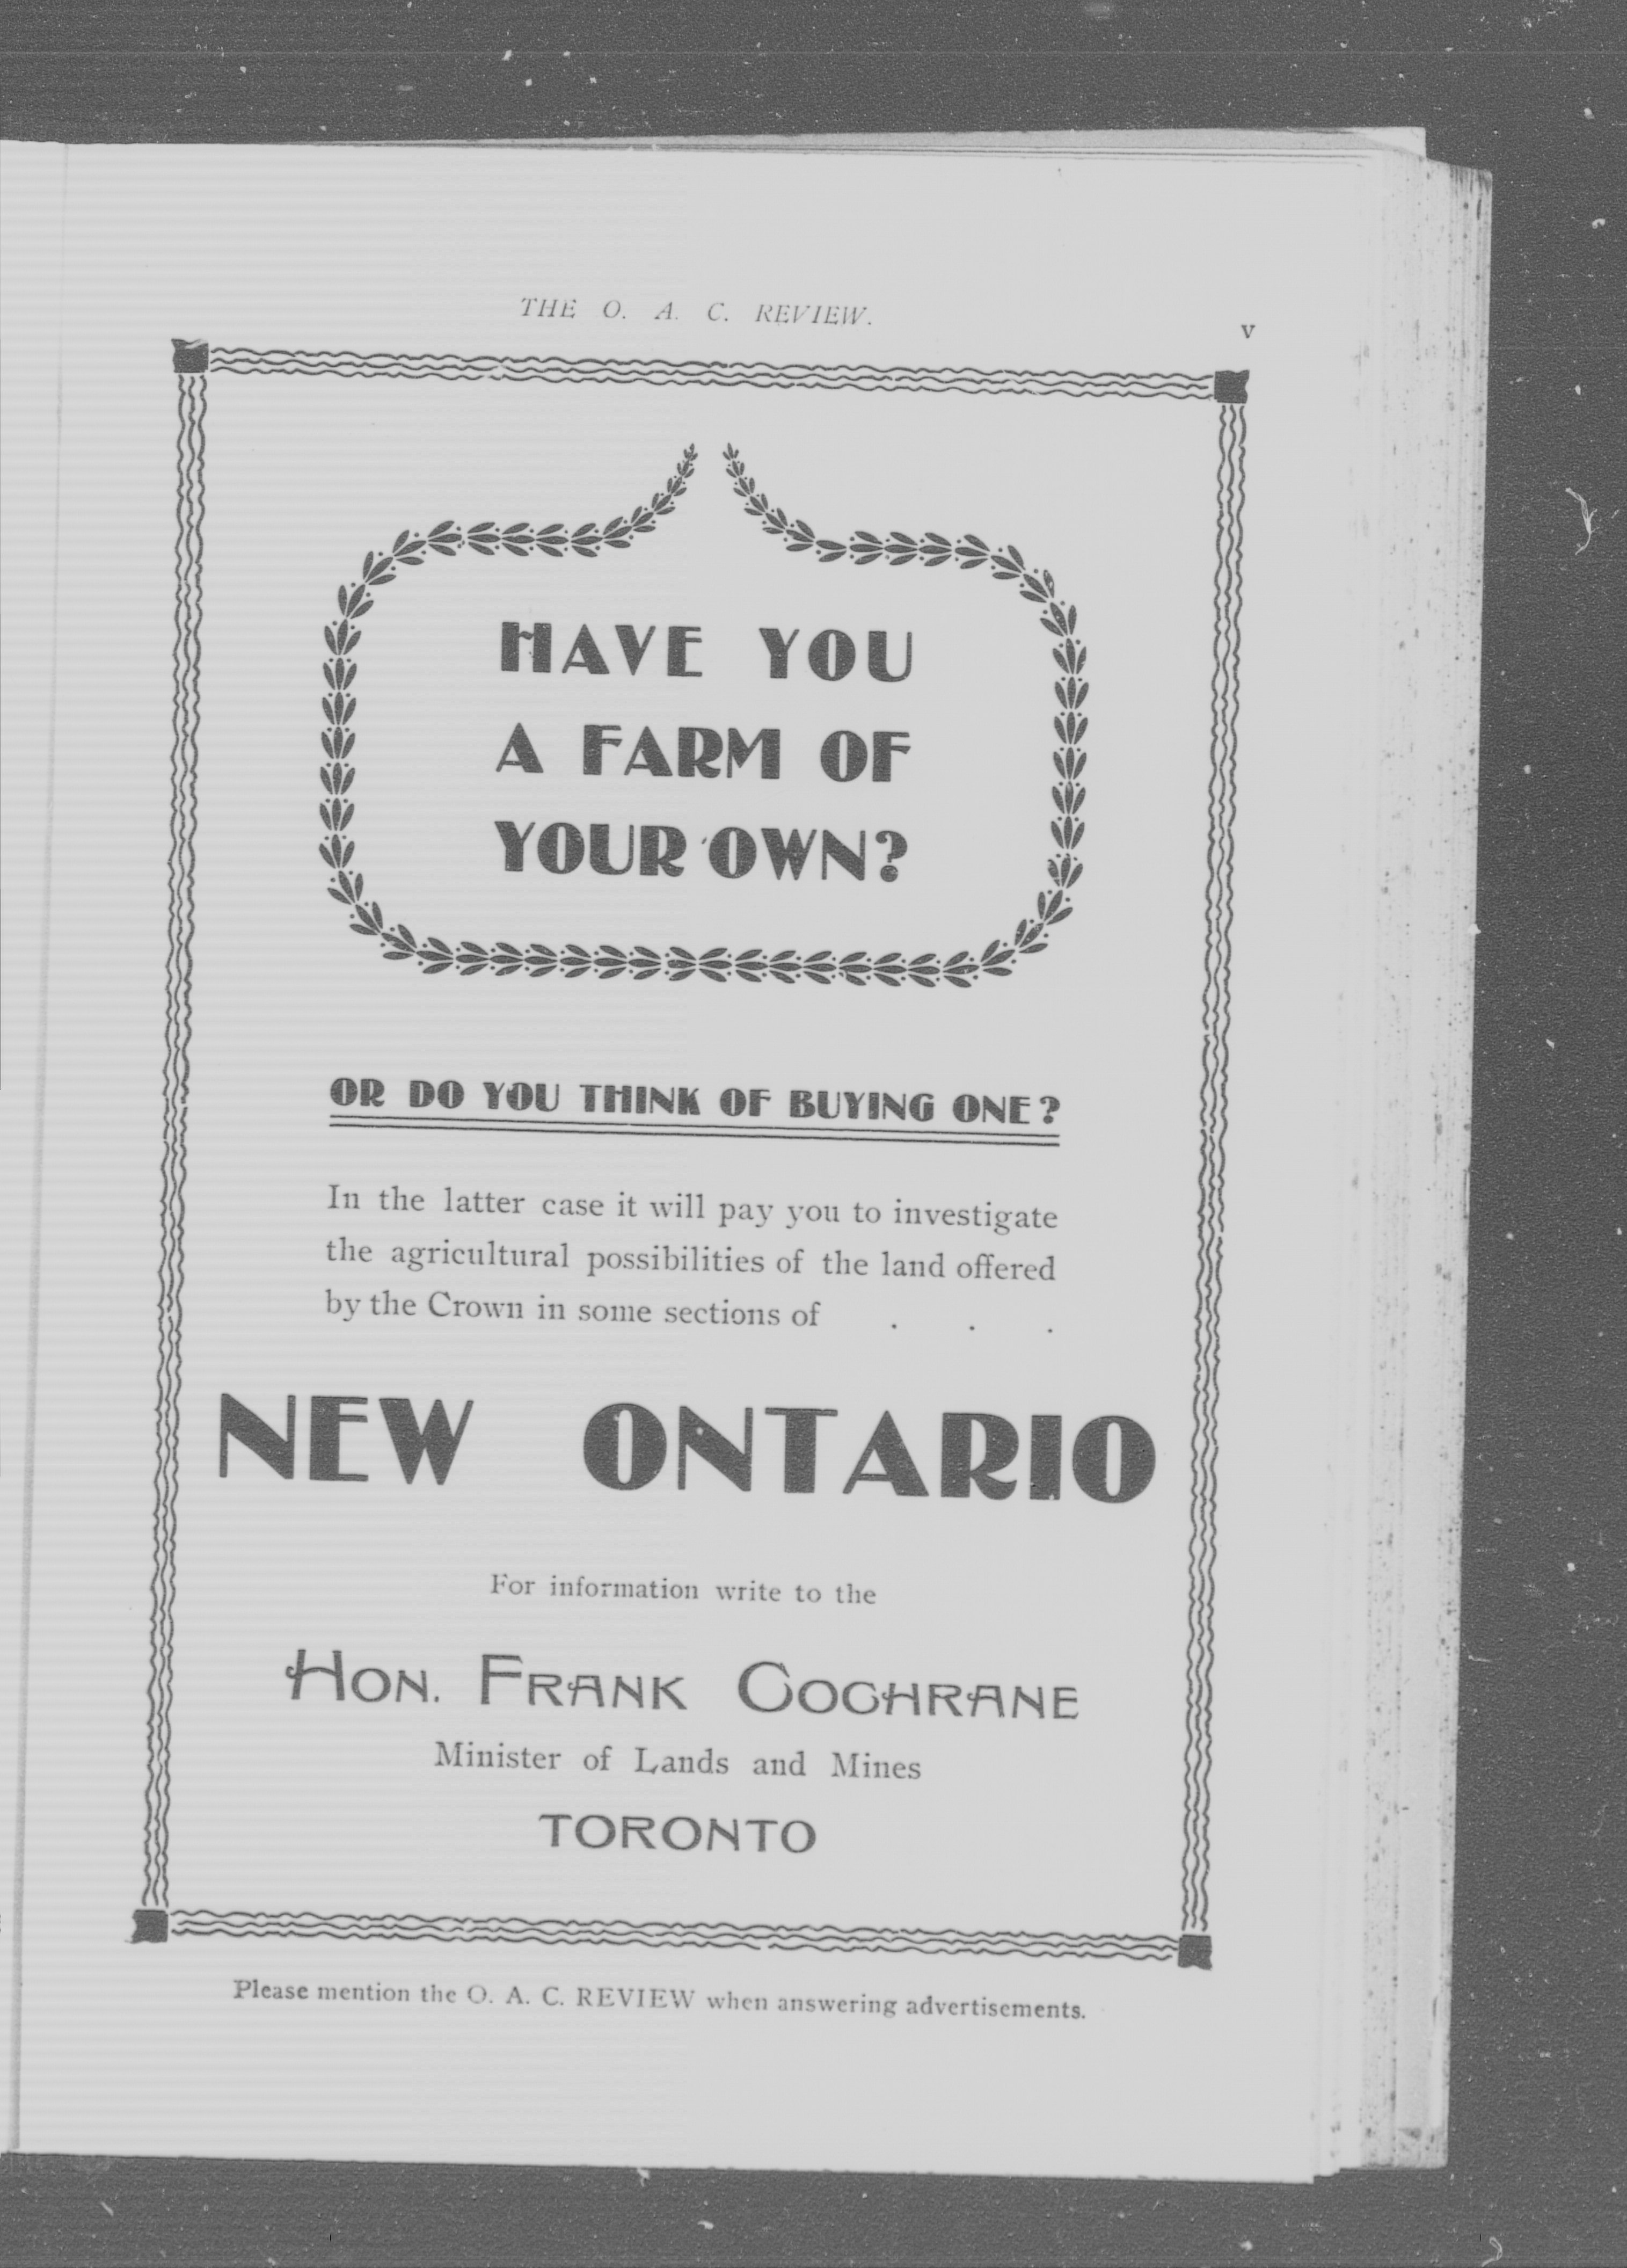 THE O. A. C. REVIEW.
v
HAVE YOU
A FARM OF
YOUR OWN?
OR DO YOU THINK OF BUYING ONE?
In the latter case it will pay you to investigate
the agricultural possibilities of the land offered
by the Crown in some sections of . . .
NEW ONTARIO
For information write to the
HON. FRANK COCHRANE
Minister of Lands and Mines
TORONTO
Please mention the O. A. C. REVIEW when answering advertisements.